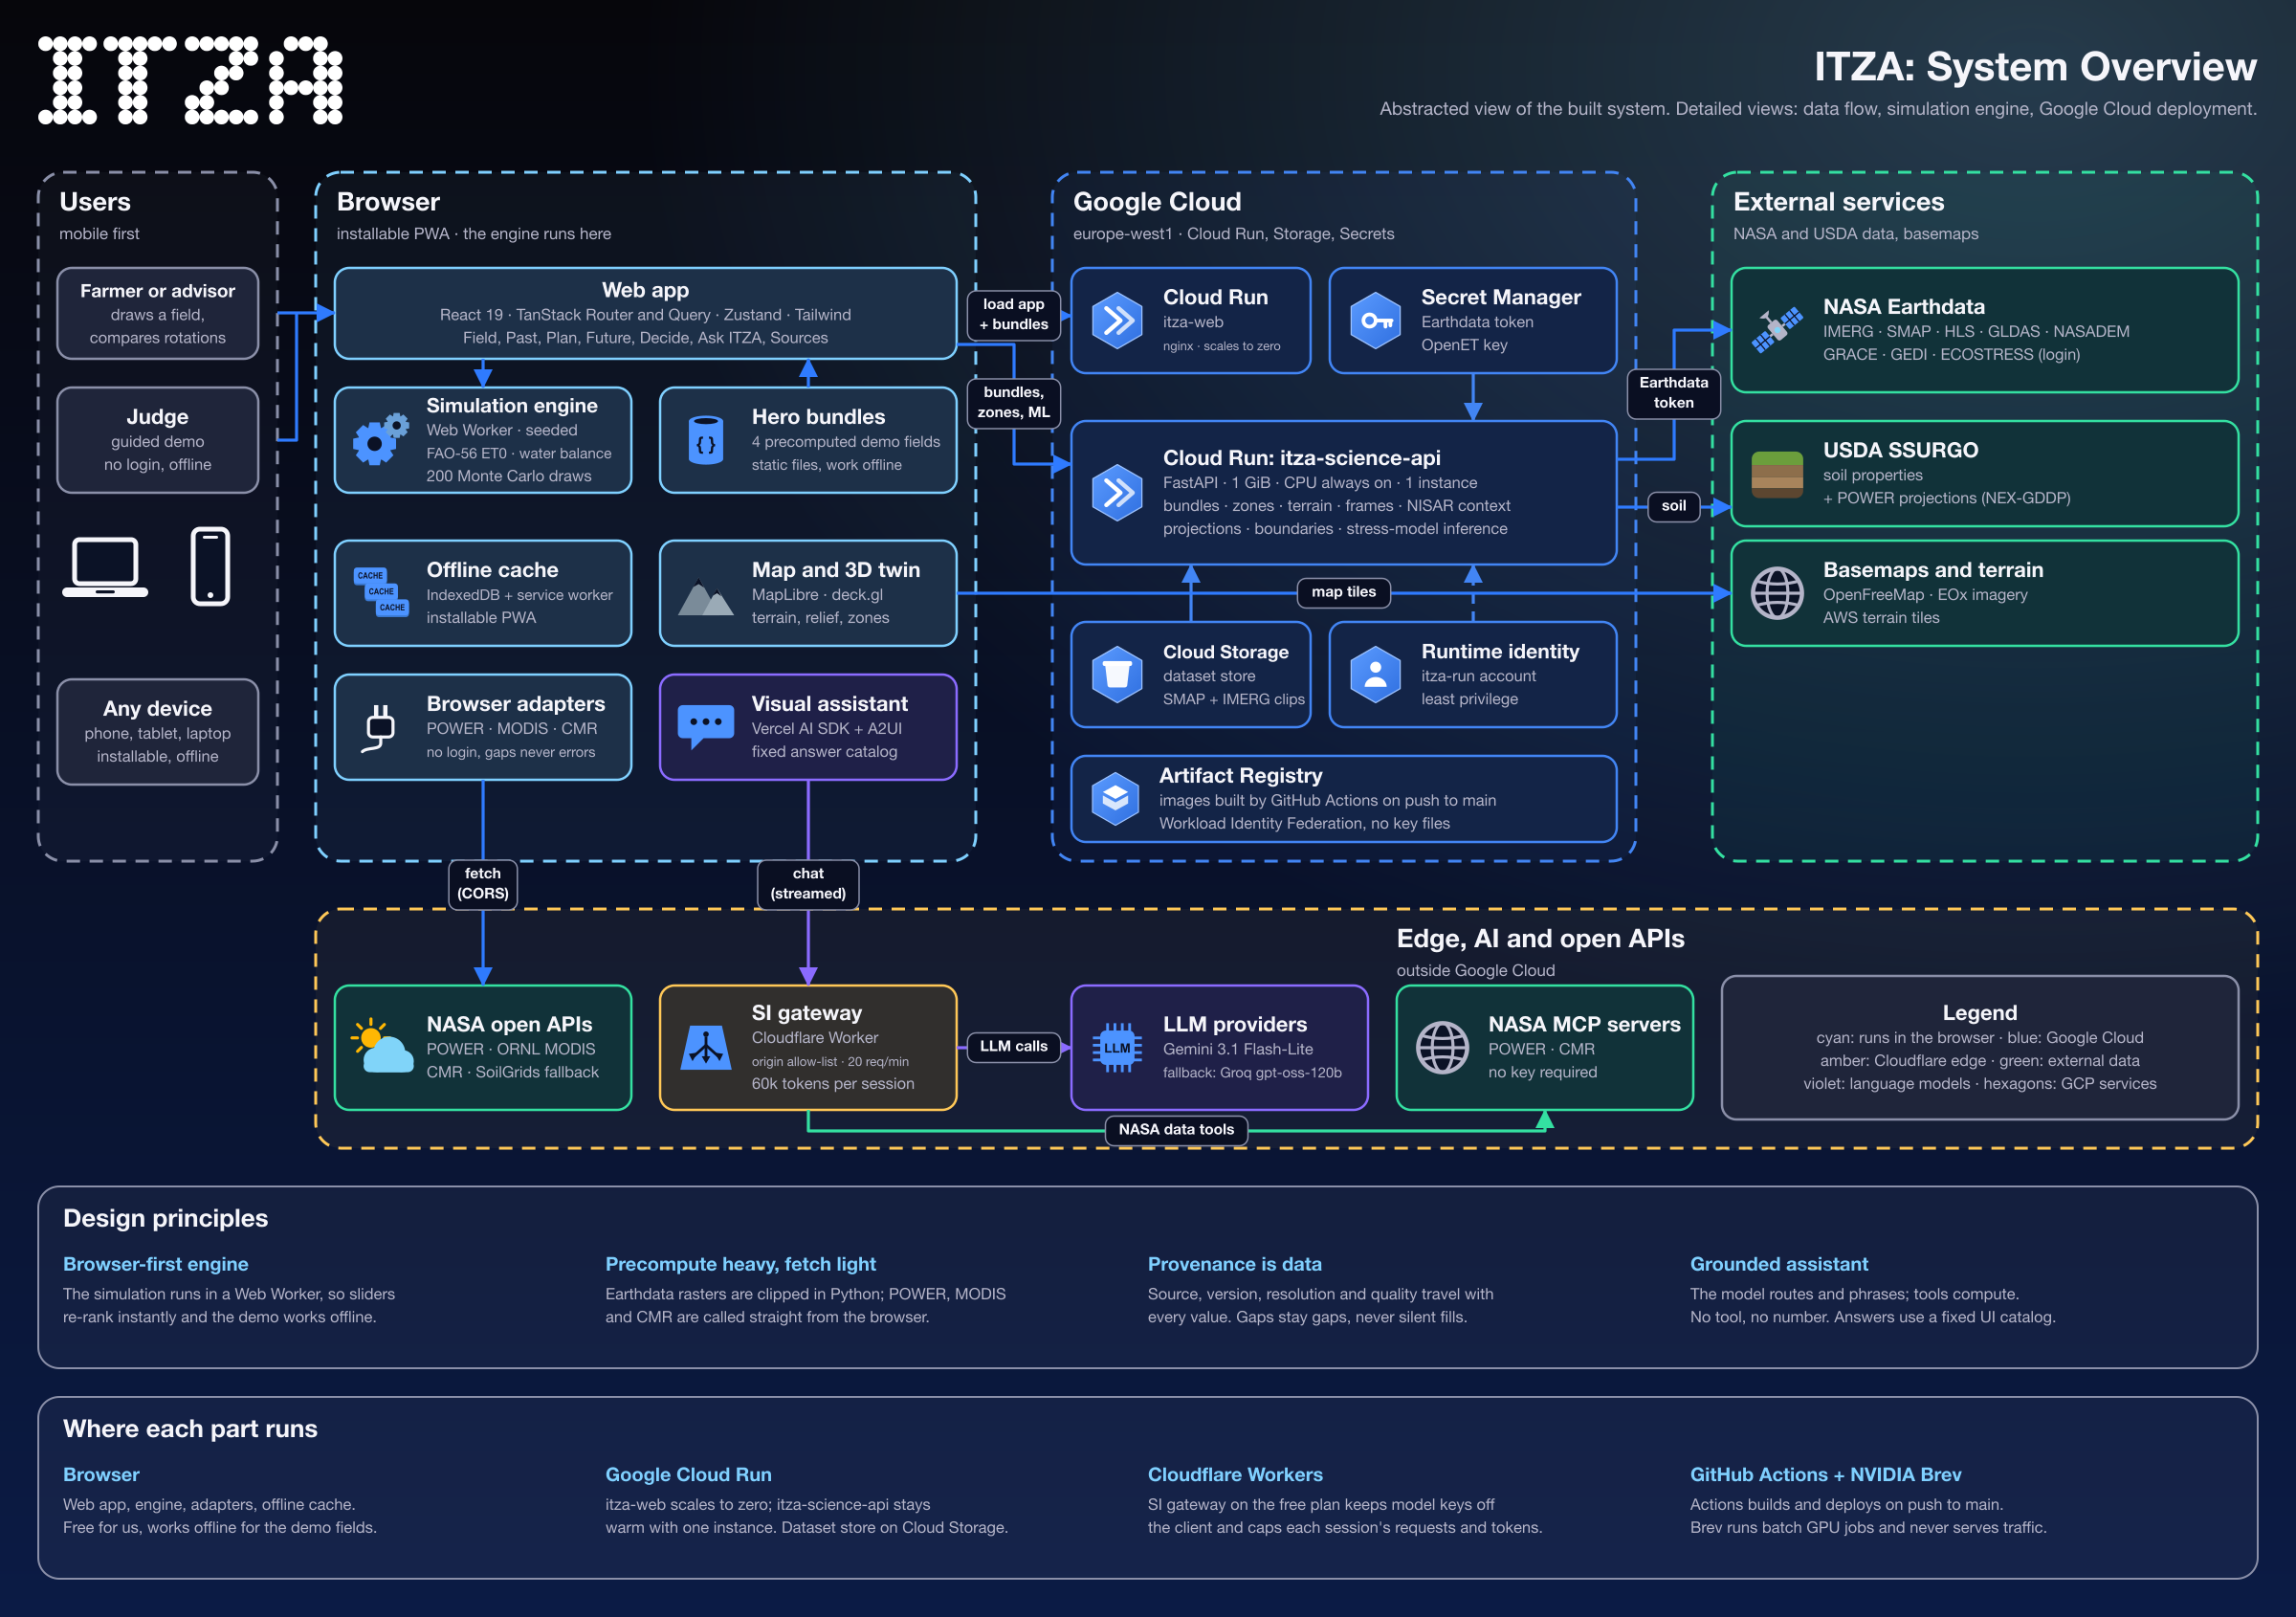 ITZA
ITZA: System Overview
Abstracted view of the built system. Detailed views: data flow, simulation engine, Google Cloud deployment.
Users
mobile first
Farmer or advisor
draws a field,
compares rotations
Judge
guided demo
no login, offline
Any device
phone, tablet, laptop
installable, offline
Browser
installable PWA · the engine runs here
Web app
React 19 · TanStack Router and Query · Zustand · Tailwind
Field, Past, Plan, Future, Decide, Ask ITZA, Sources
Simulation engine
Web Worker · seeded
FAO-56 ET0 · water balance
200 Monte Carlo draws
{ }
Hero bundles
4 precomputed demo fields
static files, work offline
CACHE
CACHE
CACHE
Offline cache
IndexedDB + service worker
installable PWA
Map and 3D twin
MapLibre · deck.gl
terrain, relief, zones
Browser adapters
POWER · MODIS · CMR
no login, gaps never errors
Visual assistant
Vercel AI SDK + A2UI
fixed answer catalog
load app
+ bundles
bundles,
zones, ML
Google Cloud
europe-west1 · Cloud Run, Storage, Secrets
Cloud Run
itza-web
nginx · scales to zero
Secret Manager
Earthdata token
OpenET key
Cloud Run: itza-science-api
FastAPI · 1 GiB · CPU always on · 1 instance
bundles · zones · terrain · frames · NISAR context
projections · boundaries · stress-model inference
map tiles
Cloud Storage
dataset store
SMAP + IMERG clips
Runtime identity
itza-run account
least privilege
Artifact Registry
images built by GitHub Actions on push to main
Workload Identity Federation, no key files
Earthdata
token
soil
External services
NASA and USDA data, basemaps
NASA Earthdata
IMERG · SMAP · HLS · GLDAS · NASADEM
GRACE · GEDI · ECOSTRESS (login)
USDA SSURGO
soil properties
+ POWER projections (NEX-GDDP)
Basemaps and terrain
OpenFreeMap · EOx imagery
AWS terrain tiles
fetch
(CORS)
chat
(streamed)
Edge, AI and open APIs
outside Google Cloud
NASA open APIs
POWER · ORNL MODIS
CMR · SoilGrids fallback
SI gateway
Cloudflare Worker
origin allow-list · 20 req/min
60k tokens per session
LLM calls
LLM
LLM providers
Gemini 3.1 Flash-Lite
fallback: Groq gpt-oss-120b
NASA MCP servers
POWER · CMR
no key required
NASA data tools
Legend
cyan: runs in the browser · blue: Google Cloud
amber: Cloudflare edge · green: external data
violet: language models · hexagons: GCP services
Design principles
Browser-first engine
The simulation runs in a Web Worker, so sliders
re-rank instantly and the demo works offline.
Precompute heavy, fetch light
Earthdata rasters are clipped in Python; POWER, MODIS
and CMR are called straight from the browser.
Provenance is data
Source, version, resolution and quality travel with
every value. Gaps stay gaps, never silent fills.
Grounded assistant
The model routes and phrases; tools compute.
No tool, no number. Answers use a fixed UI catalog.
Where each part runs
Browser
Web app, engine, adapters, offline cache.
Free for us, works offline for the demo fields.
Google Cloud Run
itza-web scales to zero; itza-science-api stays
warm with one instance. Dataset store on Cloud Storage.
Cloudflare Workers
SI gateway on the free plan keeps model keys off
the client and caps each session's requests and tokens.
GitHub Actions + NVIDIA Brev
Actions builds and deploys on push to main.
Brev runs batch GPU jobs and never serves traffic.